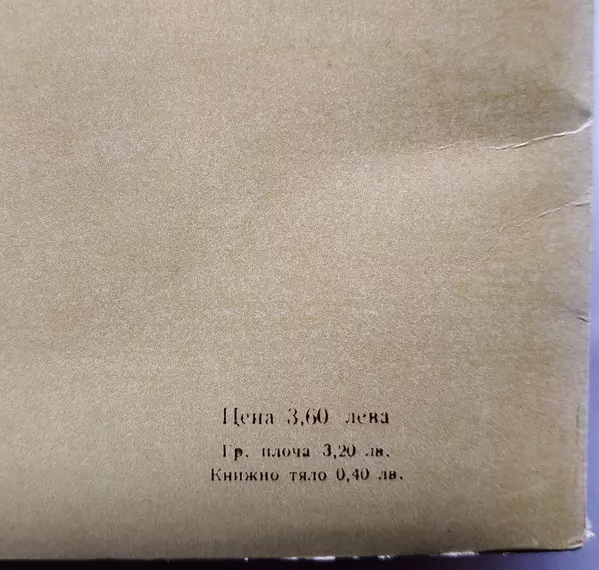 Цена 3,60 лева
Гр. плоча 3,20 лв.
Книжно тяло 0,40 лв.